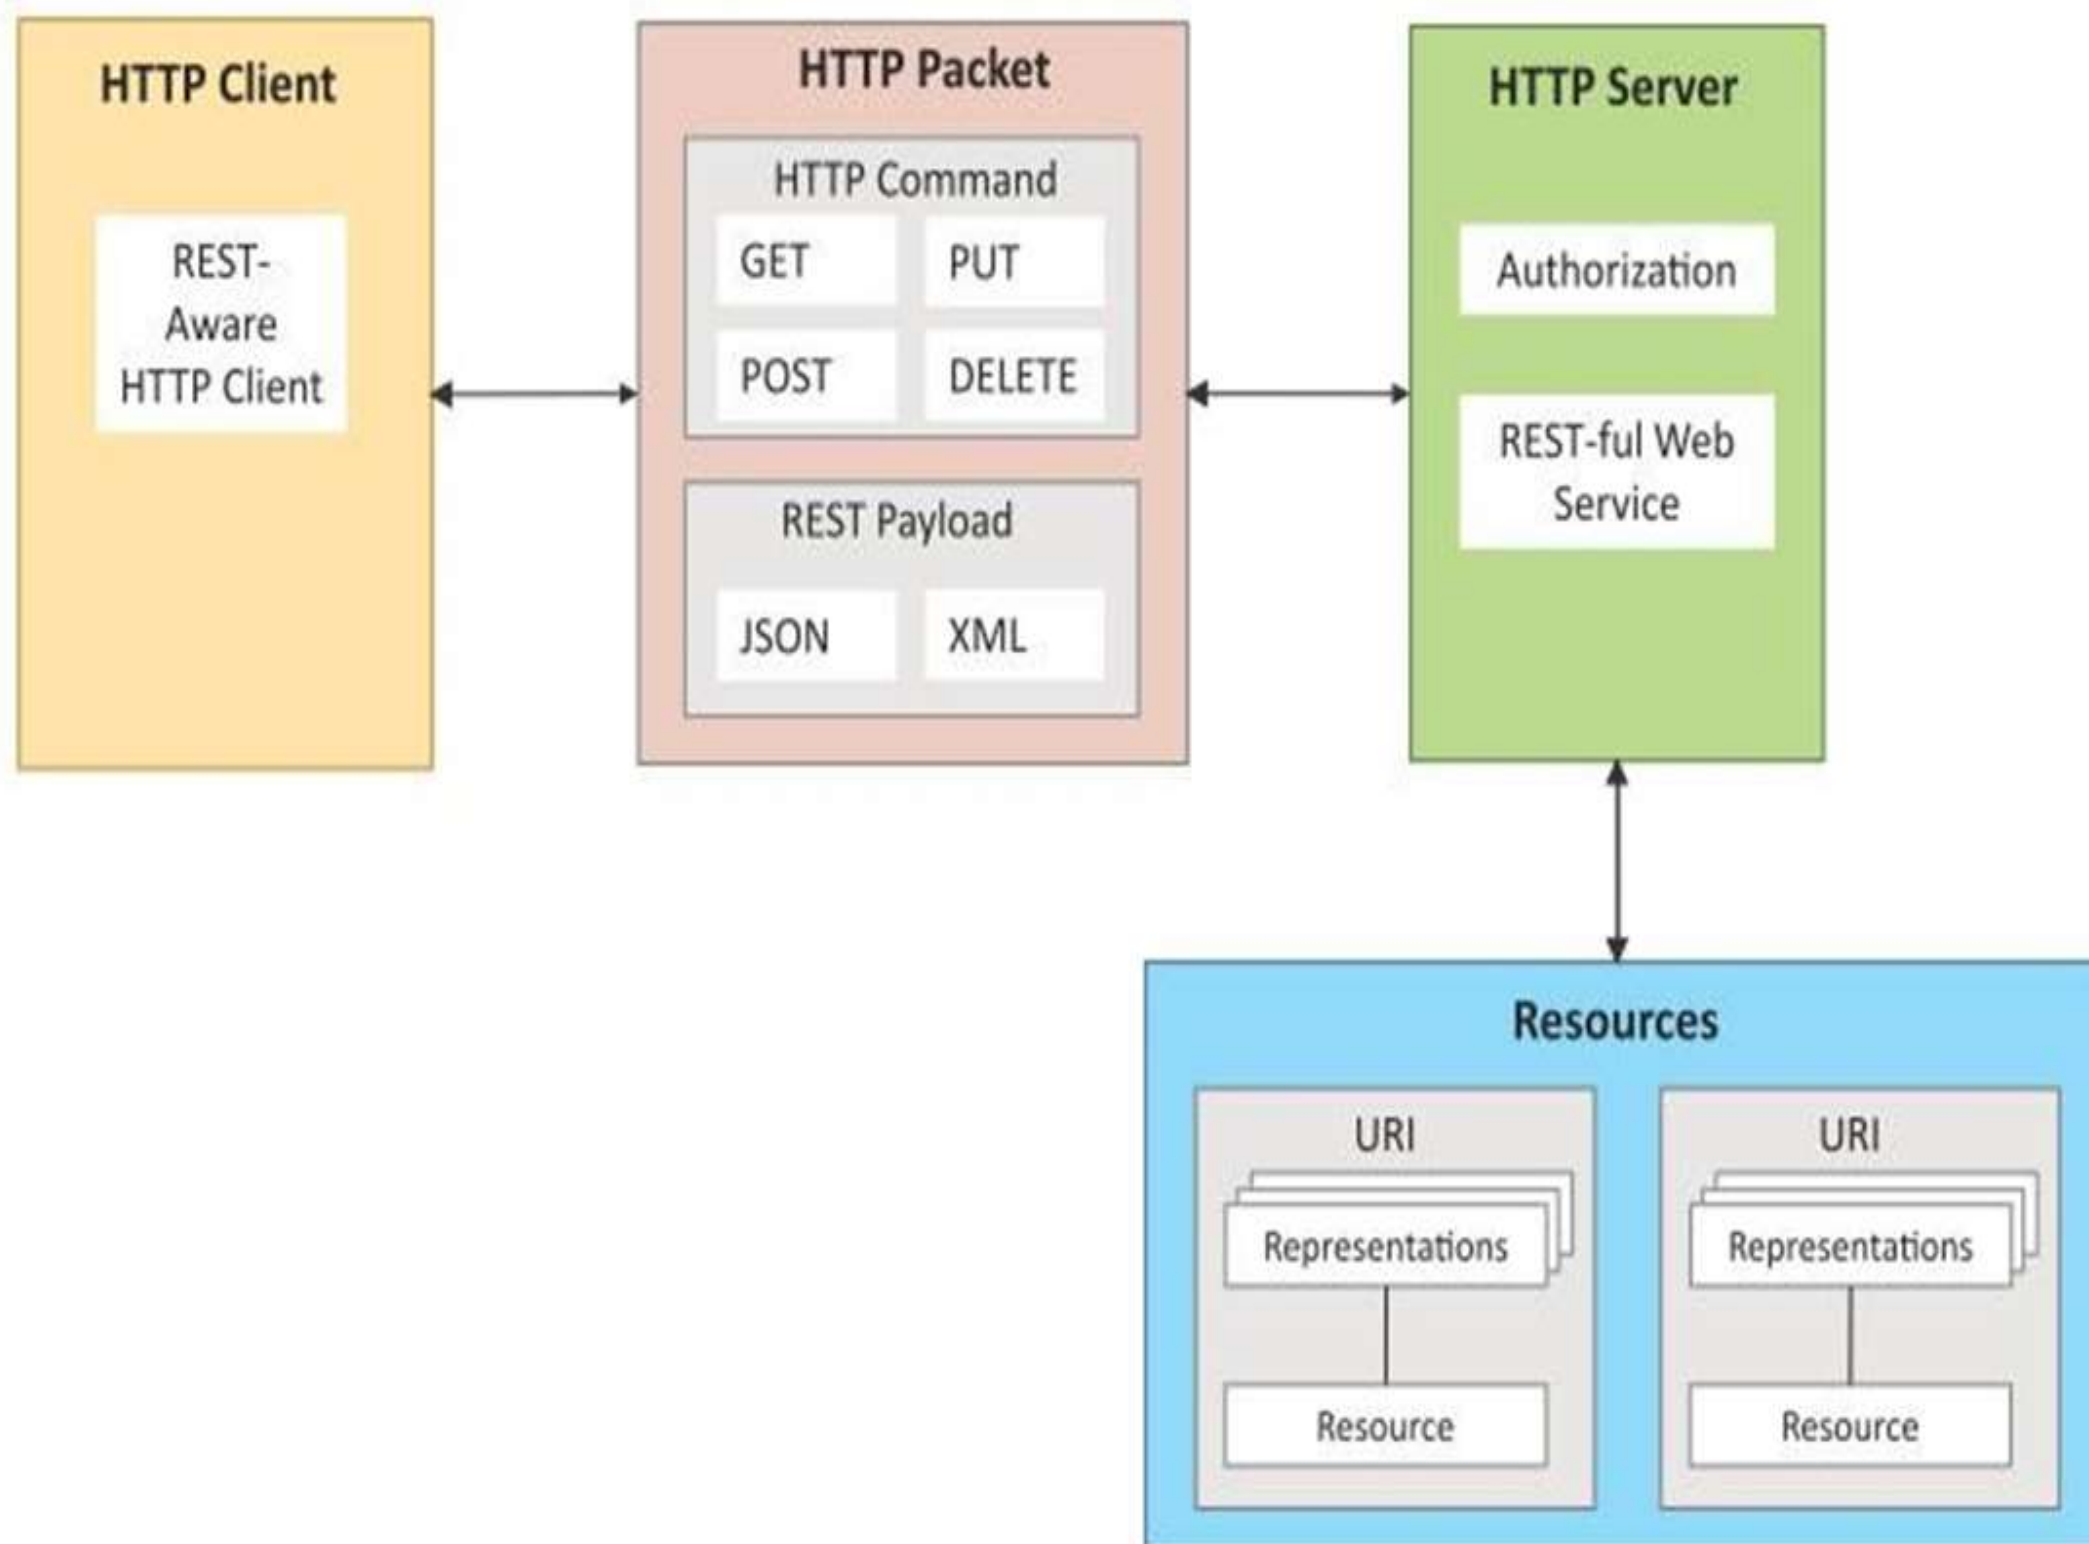 HTTP Client
REST-
Aware
HTTP Client
HTTP Packet
HTTP Command
GET
PUT
POST
DELETE
REST Payload
JSON
XML
HTTP Server
Authorization
REST-ful Web
Service
Resources
URI
Representations
Resource
URI
Representations
Resource